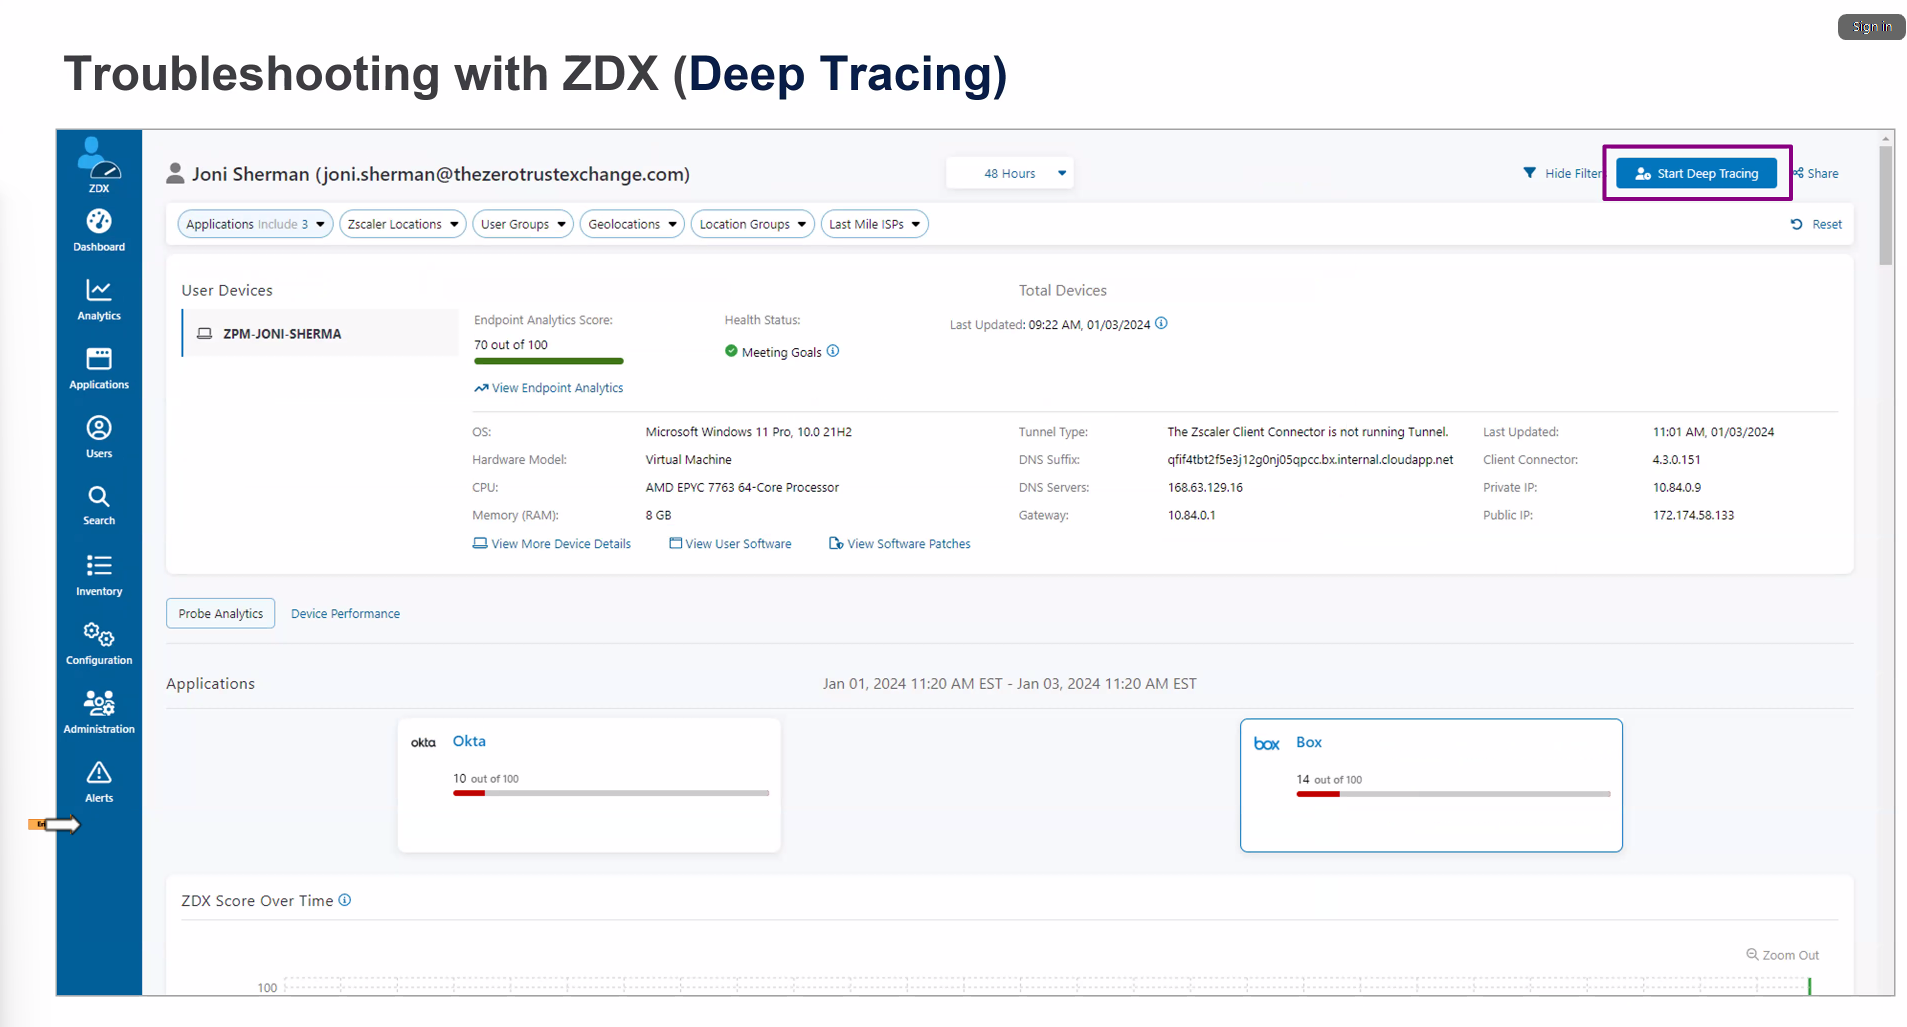 Sign in
Troubleshooting with ZDX (Deep Tracing)
ZDX
Dashboard
Analytics
Applications
Users
Search
Inventory
Configuration
Administration
Alerts
Joni Sherman (joni.sherman@thezerotrustexchange.com)
48 Hours
Hide Filter
Start Deep Tracing
Share
Applications Include 3
Zscaler Locations
User Groups
Geolocations
Location Groups
Last Mile ISPs
Reset
User Devices
Total Devices
ZPM-JONI-SHERMA
Endpoint Analytics Score:
70 out of 100
View Endpoint Analytics
Health Status:
Meeting Goals
Last Updated: 09:22 AM, 01/03/2024
OS: Microsoft Windows 11 Pro, 10.0 21H2
Hardware Model: Virtual Machine
CPU: AMD EPYC 7763 64-Core Processor
Memory (RAM): 8 GB
Tunnel Type: The Zscaler Client Connector is not running Tunnel.
DNS Suffix: qfif4tbt2f5e3j12g0nj05qpcc.bx.internal.cloudapp.net
DNS Servers: 168.63.129.16
Gateway: 10.84.0.1
Last Updated: 11:01 AM, 01/03/2024
Client Connector: 4.3.0.151
Private IP: 10.84.0.9
Public IP: 172.174.58.133
View More Device Details
View User Software
View Software Patches
Probe Analytics
Device Performance
Applications
Jan 01, 2024 11:20 AM EST - Jan 03, 2024 11:20 AM EST
okta Okta
10 out of 100
box Box
14 out of 100
ZDX Score Over Time
Zoom Out
100